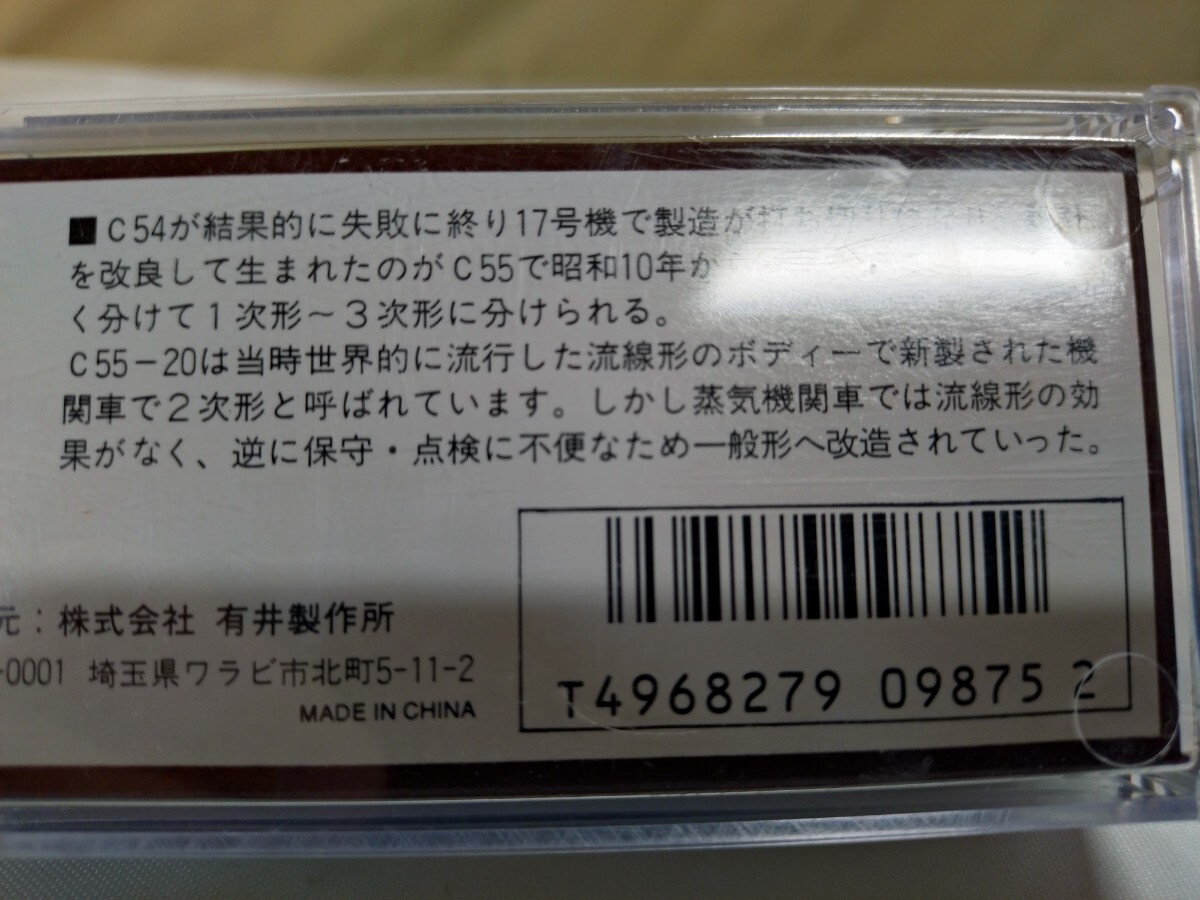 ■C54が結果的に失敗に終り17号機で製造が打ち切
を改良して生まれたのがC55で昭和10年か
く分けて1次形~3次形に分けられる。
C55-20は当時世界的に流行した流線形のボディーで新製された機
関車で2次形と呼ばれています。しかし蒸気機関車では流線形の効
果がなく、逆に保守・点検に不便なため一般形へ改造されていった。
元:株式会社 有井製作所
-0001 埼玉県ワラビ市北町5-11-2
MADE IN CHINA
T4968279 09875 2